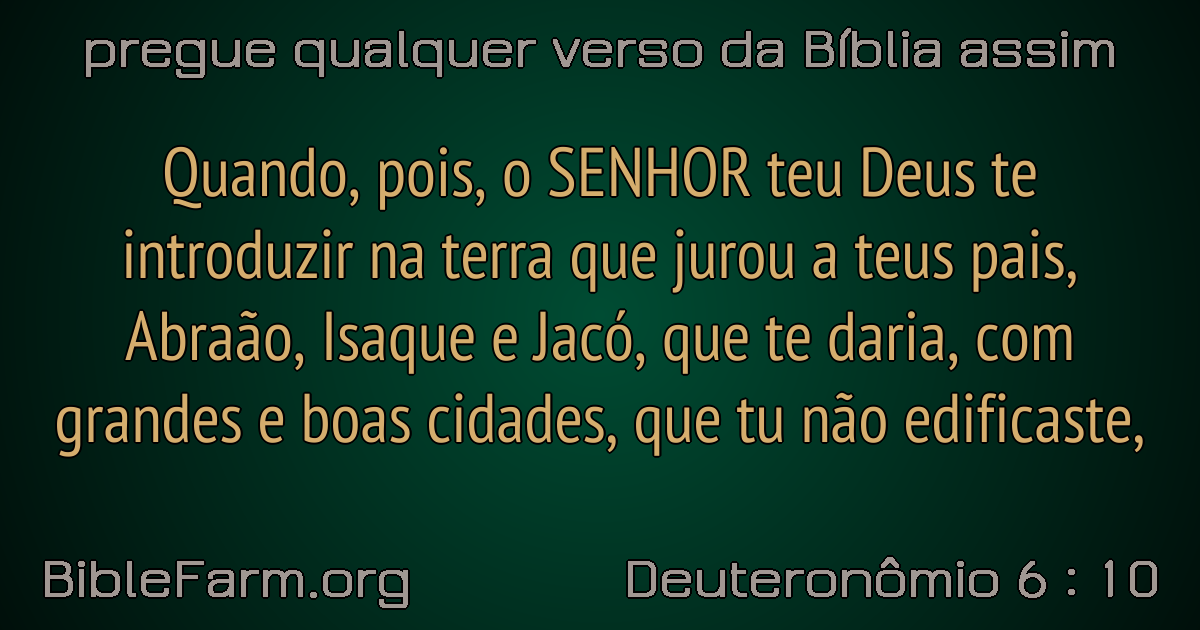 pregue qualquer verso da Bíblia assim
Quando, pois, o SENHOR teu Deus te
introduzir na terra que jurou a teus pais,
Abraão, Isaque e Jacó, que te daria, com
grandes e boas cidades, que tu não edificaste,
BibleFarm.org
Deuteronômio 6 : 10